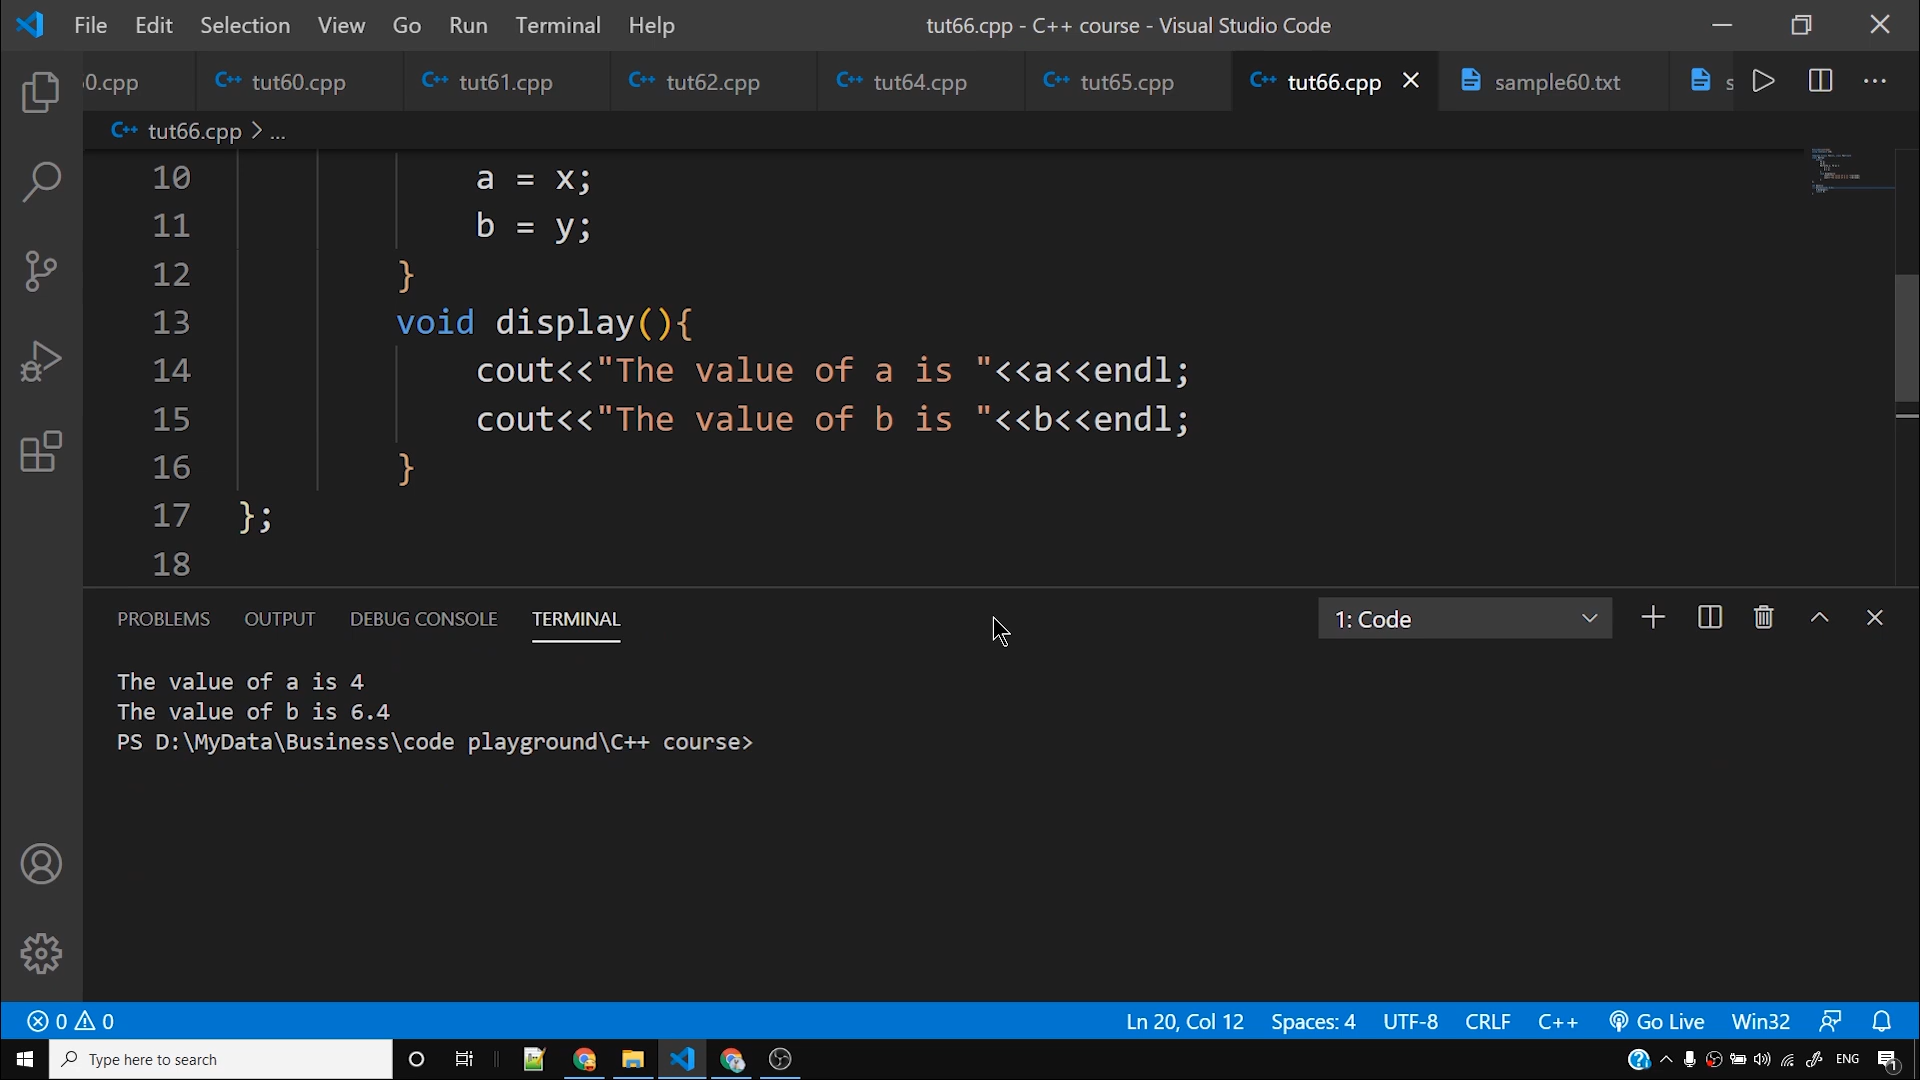 File Edit Selection View Go Run Terminal Help tut66.cpp - C++ course - Visual Studio Code
0.cpp tut60.cpp tut61.cpp tut62.cpp tut64.cpp tut65.cpp tut66.cpp sample60.txt s
tut66.cpp > ...
10 a = x;
11 b = y;
12 }
13 void display(){
14 cout<<"The value of a is "<<a<<endl;
15 cout<<"The value of b is "<<b<<endl;
16 }
17 };
18
PROBLEMS OUTPUT DEBUG CONSOLE TERMINAL 1: Code
The value of a is 4
The value of b is 6.4
PS D:\MyData\Business\code playground\C++ course>
0 0 Ln 20, Col 12 Spaces: 4 UTF-8 CRLF C++ Go Live Win32
Type here to search ENG 1